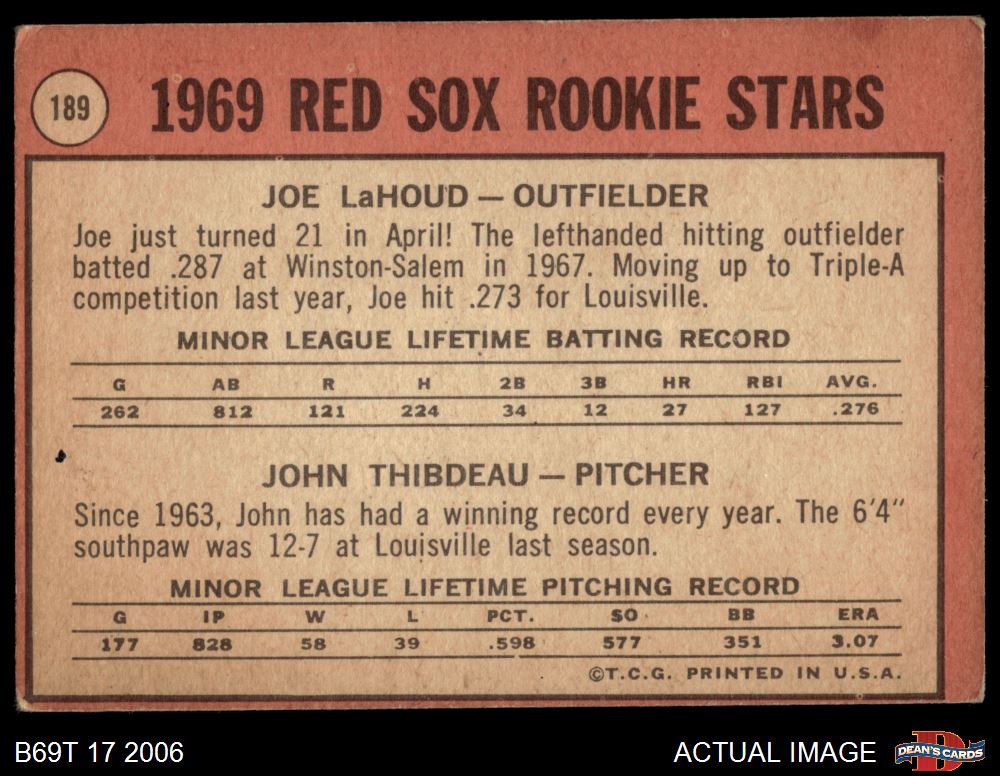 189
1969 RED SOX ROOKIE STARS
JOE LaHOUD — OUTFIELDER
Joe just turned 21 in April! The lefthanded hitting outfielder
batted .287 at Winston-Salem in 1967. Moving up to Triple-A
competition last year, Joe hit .273 for Louisville.
MINOR LEAGUE LIFETIME BATTING RECORD
G AB R H 2B 3B HR RBI AVG.
262 812 121 224 34 12 27 127 .276
JOHN THIBDEAU — PITCHER
Since 1963, John has had a winning record every year. The 6'4"
southpaw was 12-7 at Louisville last season.
MINOR LEAGUE LIFETIME PITCHING RECORD
G IP W L PCT. SO BB ERA
177 828 58 39 .598 577 351 3.07
©T.C.G. PRINTED IN U.S.A.
B69T 17 2006
ACTUAL IMAGE
DEAN'S CARDS